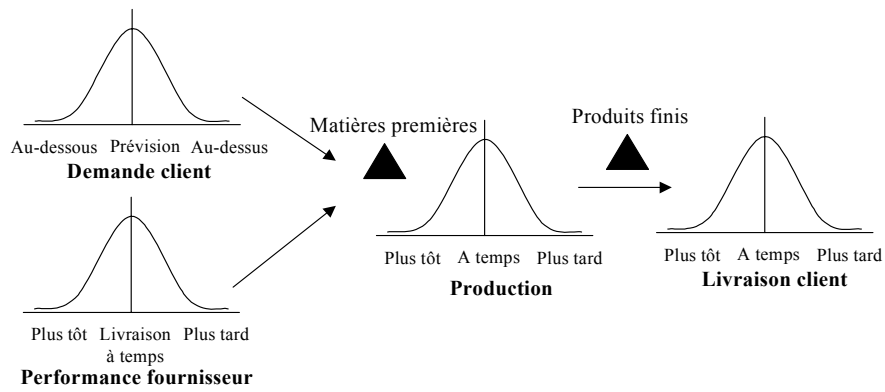 Au-dessous Prévision Au-dessus
Demande client
Plus tôt Livraison à temps Plus tard
Performance fournisseur
Matières premières
Plus tôt A temps Plus tard
Production
Produits finis
Plus tôt A temps Plus tard
Livraison client